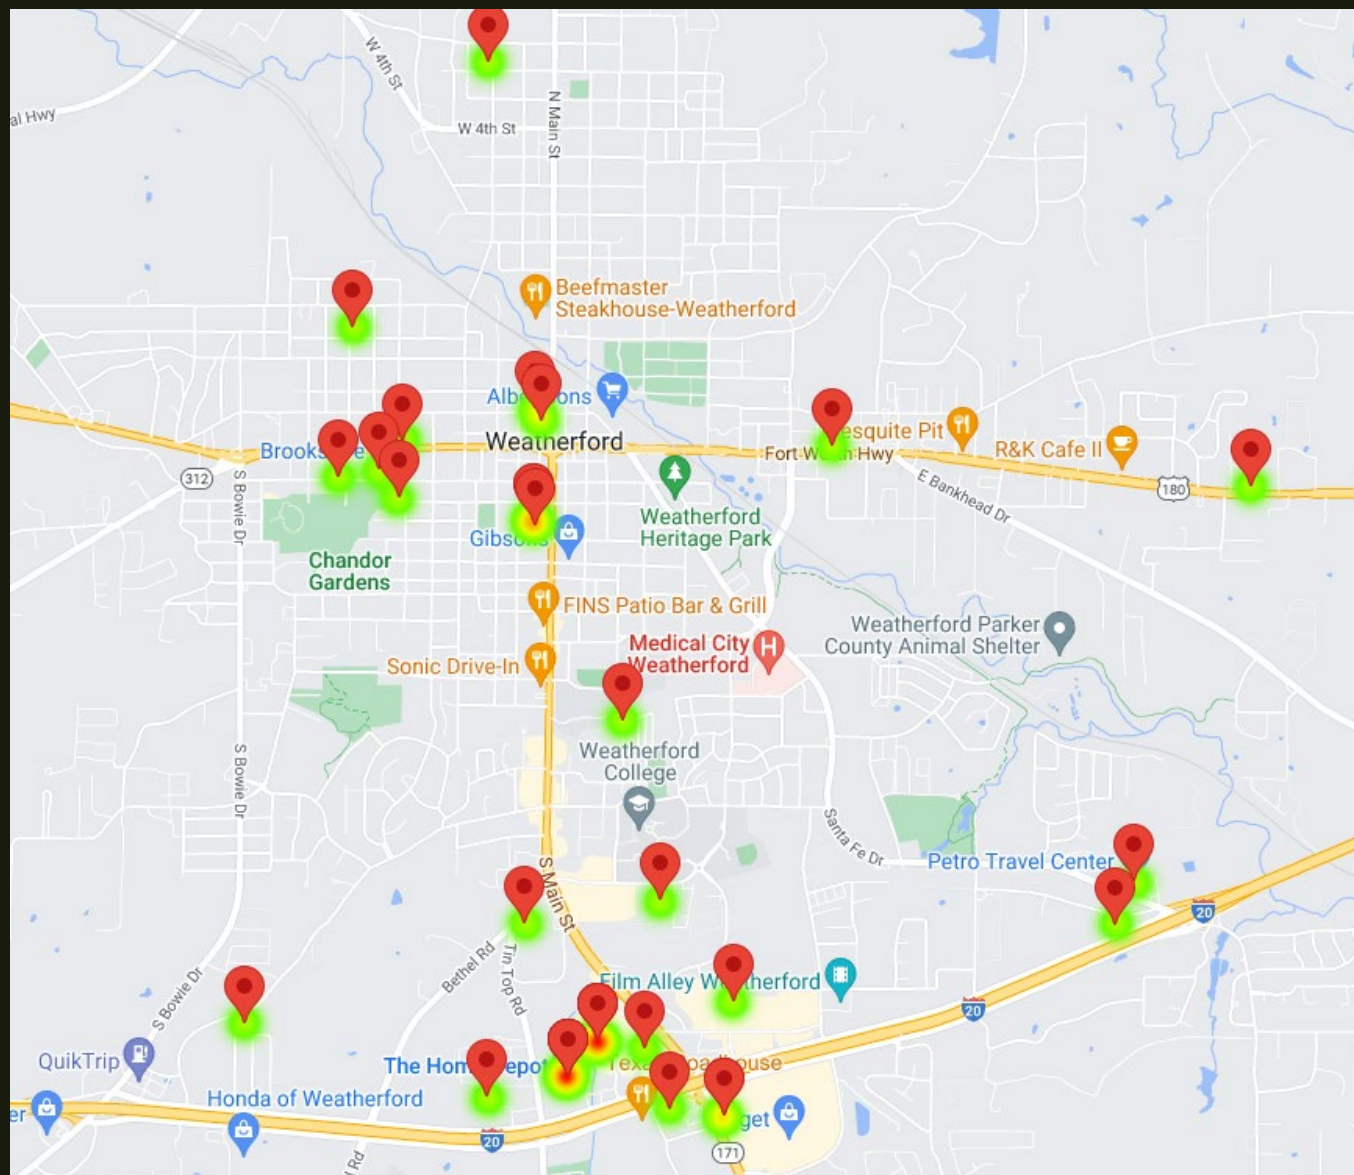 W 4th St
N Main St
al Hwy
W 4th St
Beefmaster
Steakhouse-Weatherford
Weatherford
esquite Pit
Fort W
Hwy
R&K Cafe II
312
S Bowie Dr
E Bankhead Dr
180
Weatherford
Heritage Park
Chandor
Gardens
FINS Patio Bar & Grill
Weatherford Parker
County Animal Shelter
Medical City
Weatherford
H
Sonic Drive-In
Weatherford
College
S Bowie Dr
Santa Fe Dr
Petro Travel Center
S Main St
20
Bethel Rd
Tin Top Rd
Film Alley W
therford
20
S Bowie Dr
QuikTrip
The Hom
epot
Honda of Weatherford
er
get
20
171
Rd